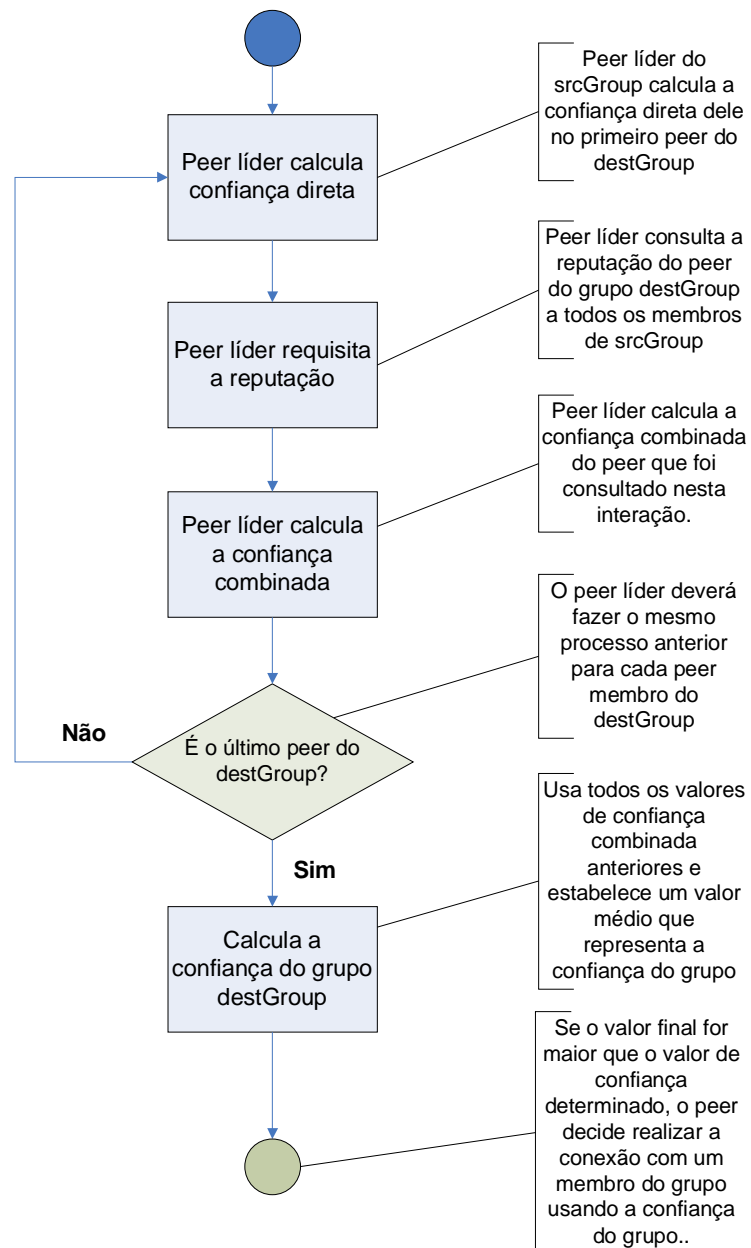 Peer líder do
srcGroup calcula a
confiança direta dele
no primeiro peer do
destGroup
Peer líder calcula
confiança direta
Peer líder consulta a
reputação do peer
do grupo destGroup
a todos os membros
de srcGroup
Peer líder requisita
a reputação
Peer líder calcula a
confiança combinada
do peer que foi
consultado nesta
interação.
Peer líder calcula
a confiança
combinada
O peer líder deverá
fazer o mesmo
processo anterior
para cada peer
membro do
destGroup
Não
É o último peer do
destGroup?
Sim
Usa todos os valores
de confiança
combinada
anteriores e
estabelece um valor
médio que
representa a
confiança do grupo
Calcula a
confiança do grupo
destGroup
Se o valor final for
maior que o valor de
confiança
determinado, o peer
decide realizar a
conexão com um
membro do grupo
usando a confiança
do grupo..